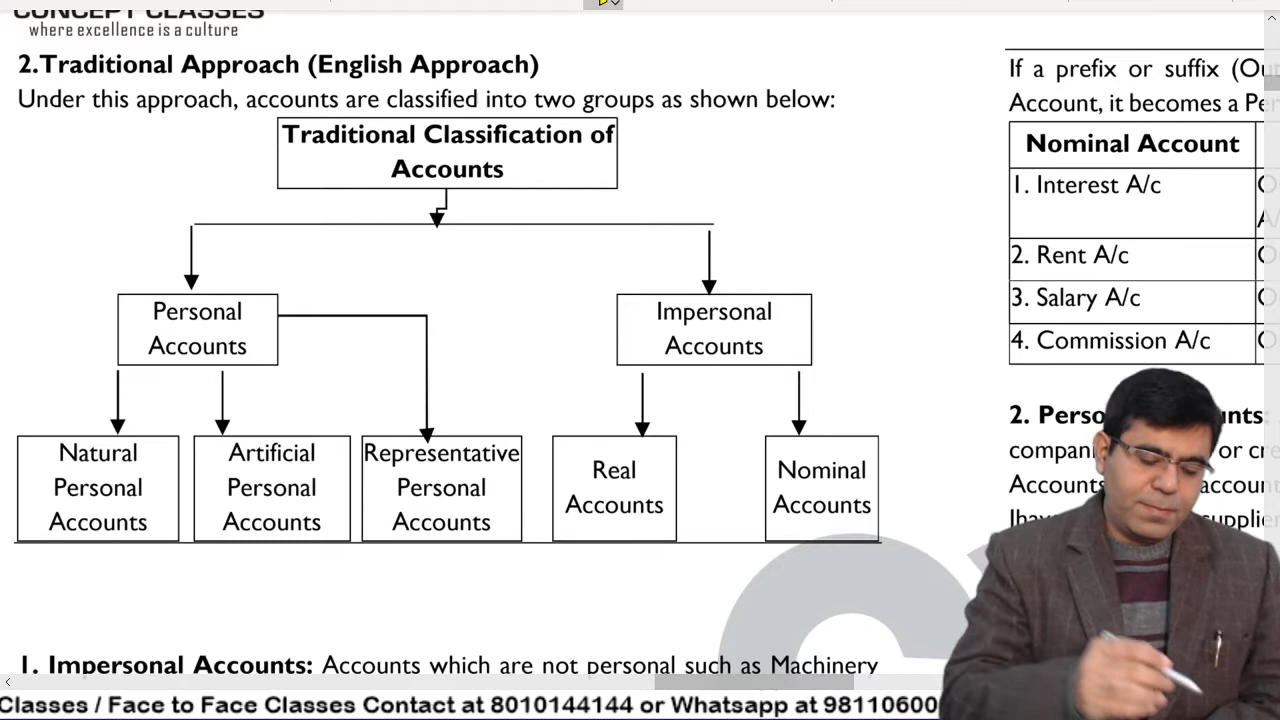 CONCEPT CLASSES
where excellence is a culture
2.Traditional Approach (English Approach)
Under this approach, accounts are classified into two groups as shown below:
Traditional Classification of
Accounts
Personal
Accounts
Impersonal
Accounts
Natural
Personal
Accounts
Artificial
Personal
Accounts
Representative
Personal
Accounts
Real
Accounts
Nominal
Accounts
1. Impersonal Accounts: Accounts which are not personal such as Machinery
If a prefix or suffix
Account, it becomes a
Nominal Account
1. Interest A/c
2. Rent A/c
3. Salary A/c
4. Commission A/c
2.
or
Accounts
Classes / Face to Face Classes Contact at 8010144144 or Whatsapp at 98110600